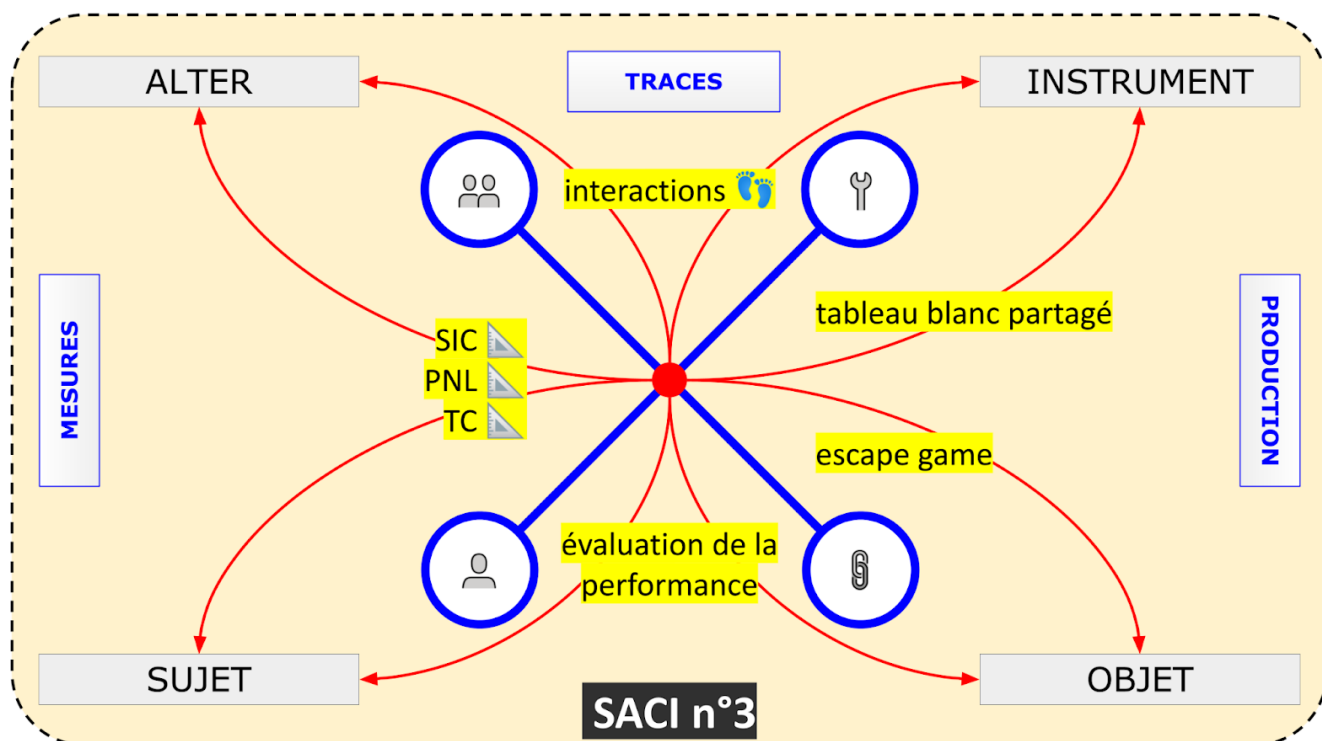 ALTER
TRACES
INSTRUMENT
interactions
tableau blanc partagé
MESURES
SIC
PNL
TC
PRODUCTION
escape game
évaluation de la
performance
SUJET
OBJET
SACI n°3